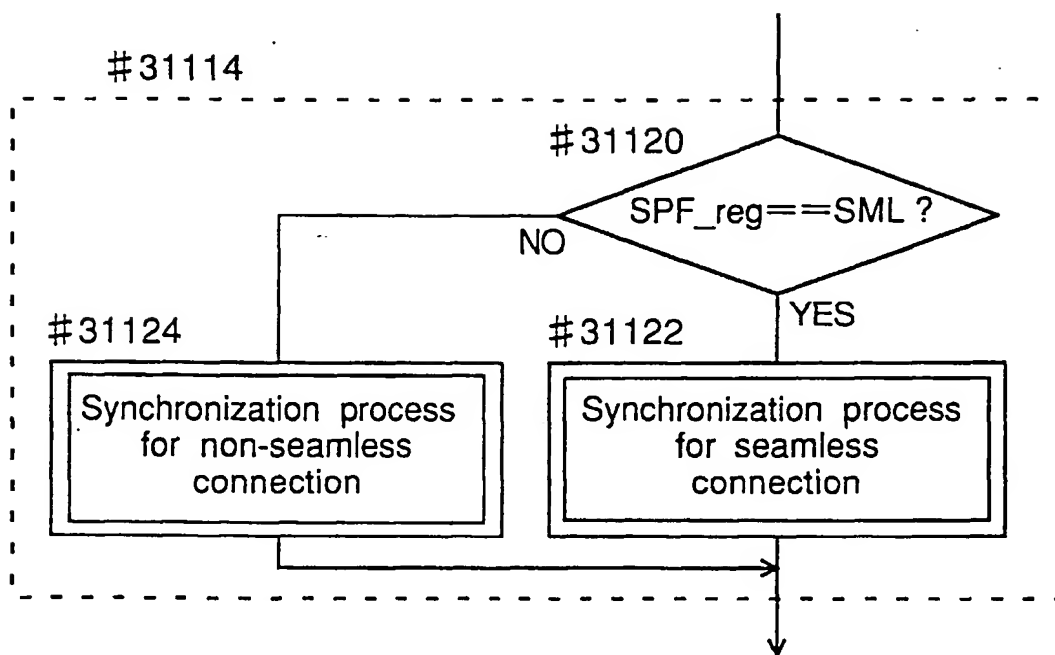 #31114
#31120
SPF_reg==SML ?
NO
YES
#31124
#31122
Synchronization process
for non-seamless
connection
Synchronization process
for seamless
connection